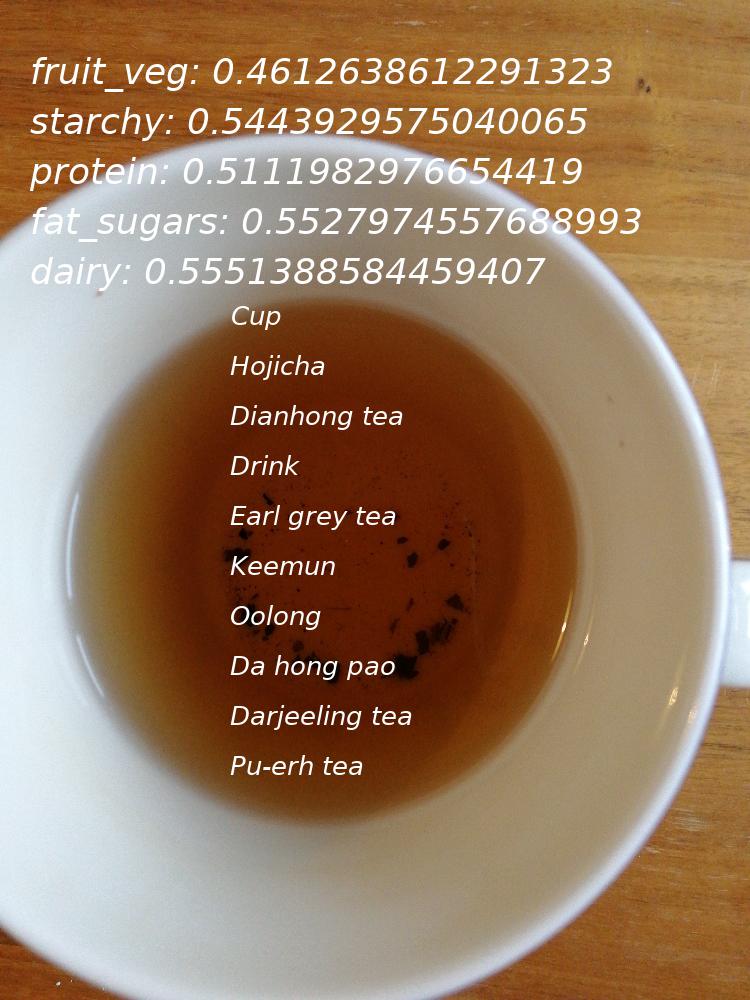 fruit_veg: 0.4612638612291323
starchy: 0.5443929575040065
protein: 0.5111982976654419
fat_sugars: 0.5527974557688993
dairy: 0.5551388584459407
Cup
Hojicha
Dianhong tea
Drink
Earl grey tea
Keemun
Oolong
Da hong pao
Darjeeling tea
Pu-erh tea